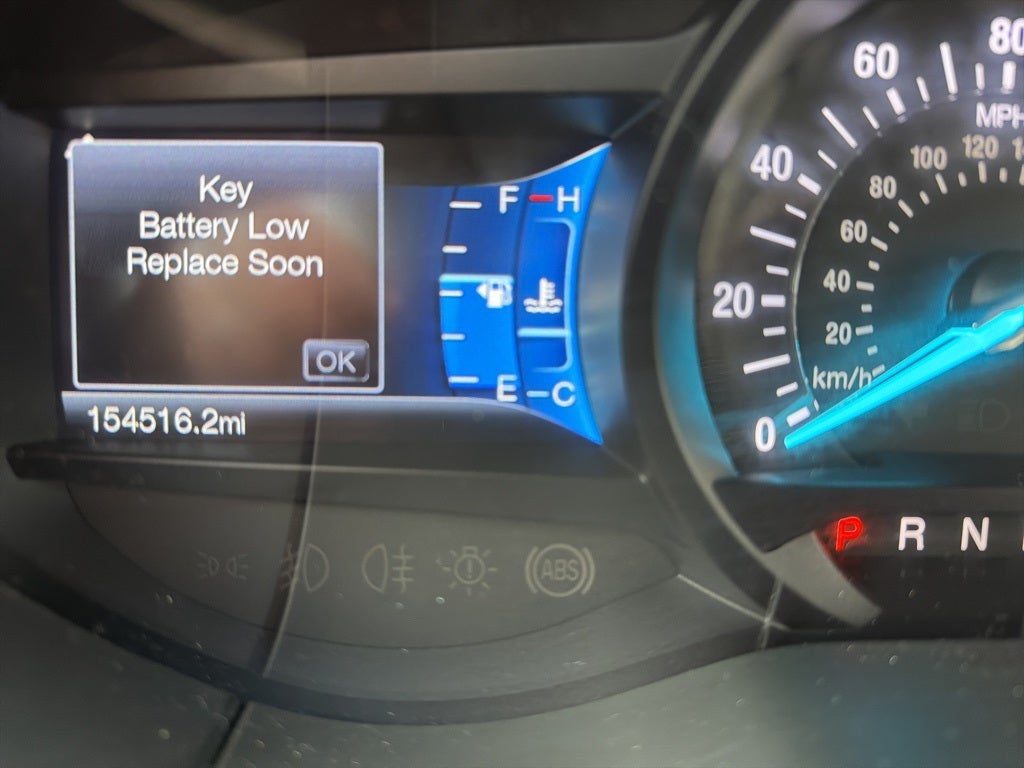 Key
Battery Low
Replace Soon
OK
154516.2mi
F
H
E
C
0
20
40
60
80
MPH
20
40
60
80
100
120
km/h
P R N
ABS